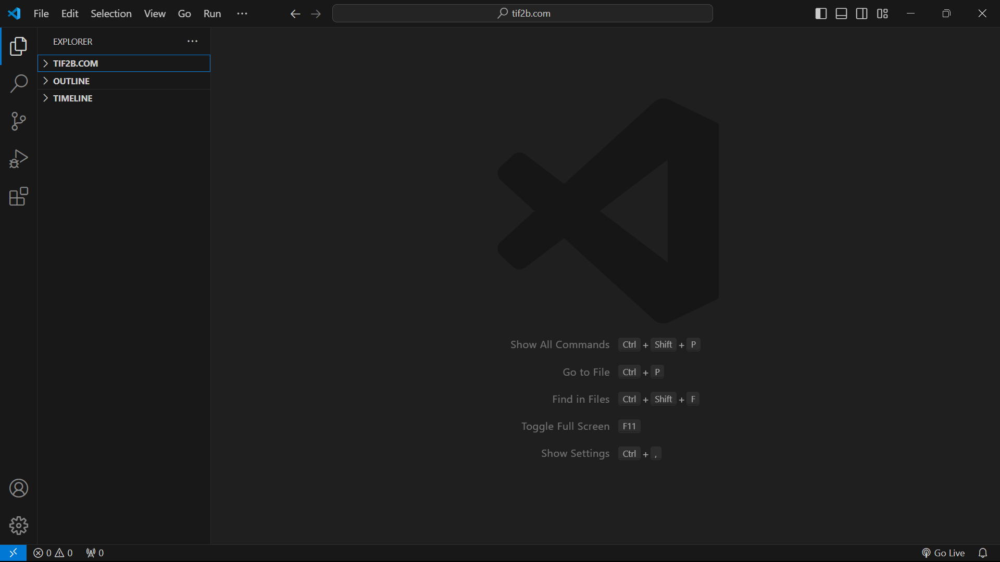 File Edit Selection View Go Run ···
tif2b.com
EXPLORER ···
TIF2B.COM
OUTLINE
TIMELINE
Show All Commands Ctrl + Shift + P
Go to File Ctrl + P
Find in Files Ctrl + Shift + F
Toggle Full Screen F11
Show Settings Ctrl + ,
0 0 0
Go Live